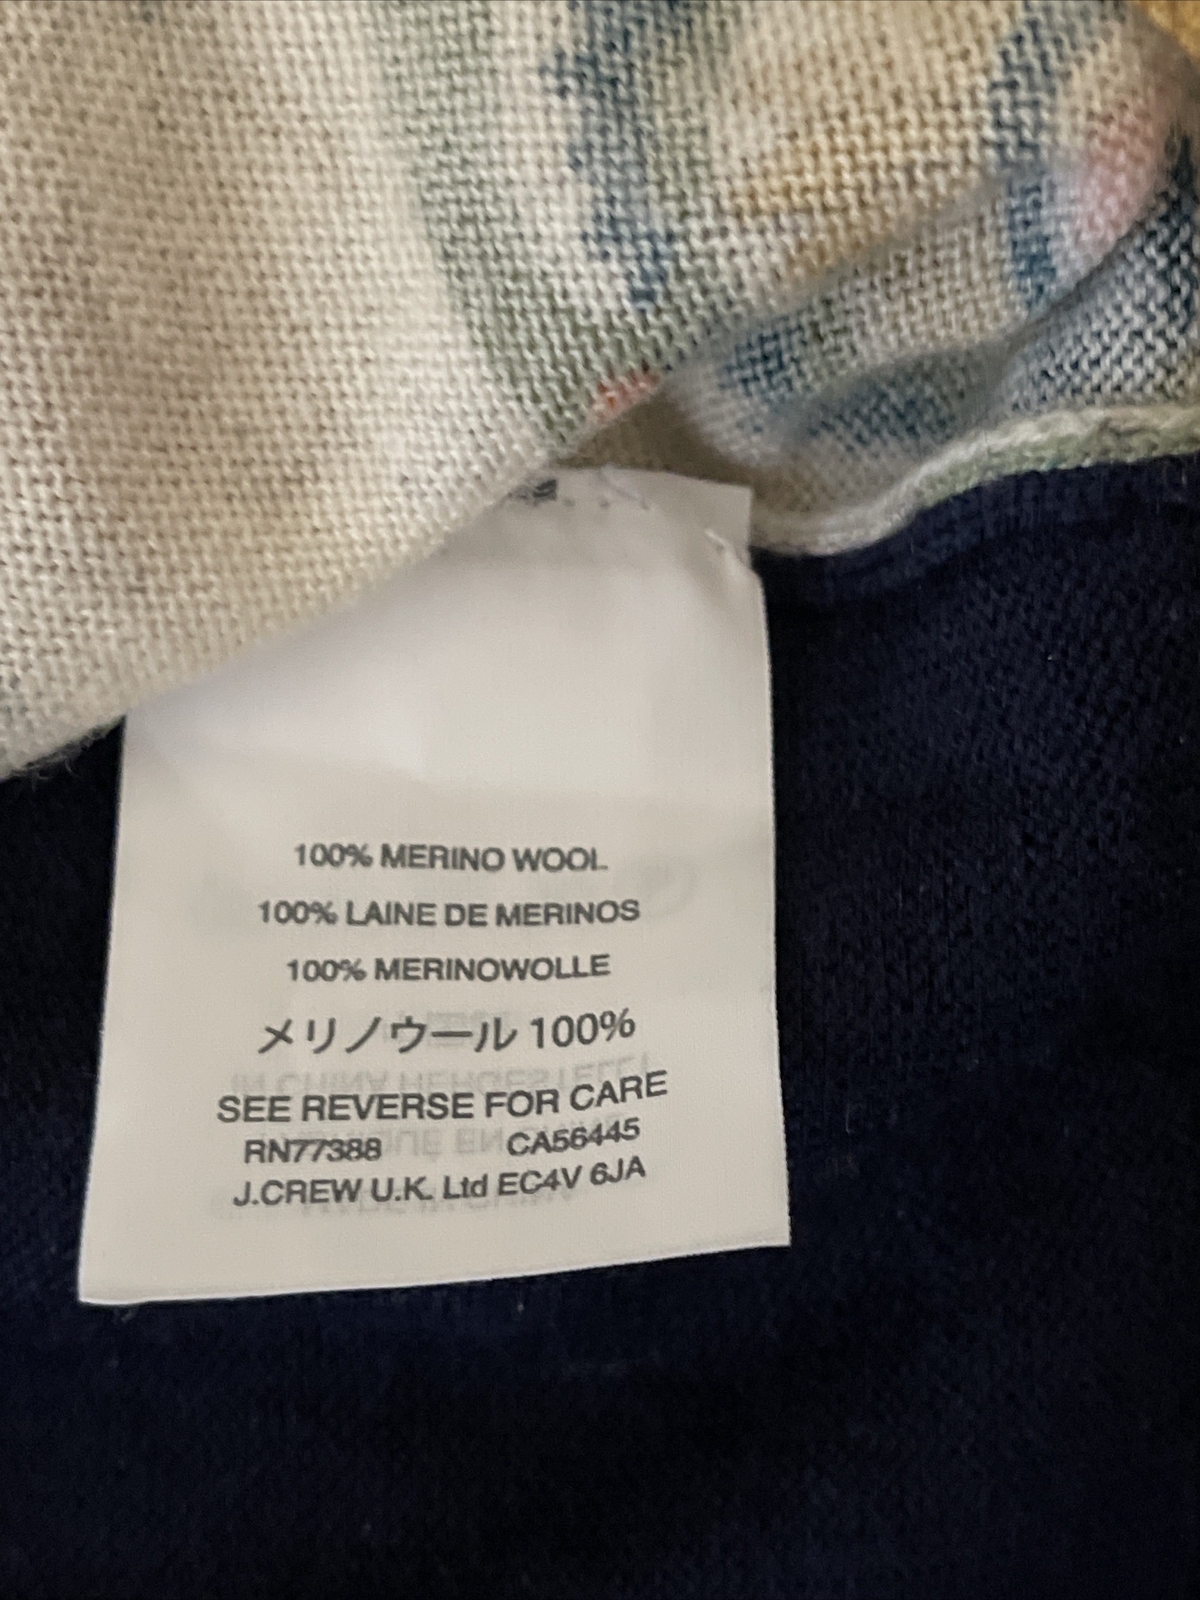 100% MERINO WOOL
100% LAINE DE MERINOS
100% MERINOWOLLE
メリノウール 100%
SEE REVERSE FOR CARE
RN77388 CA56445
J.CREW U.K. Ltd EC4V 6JA